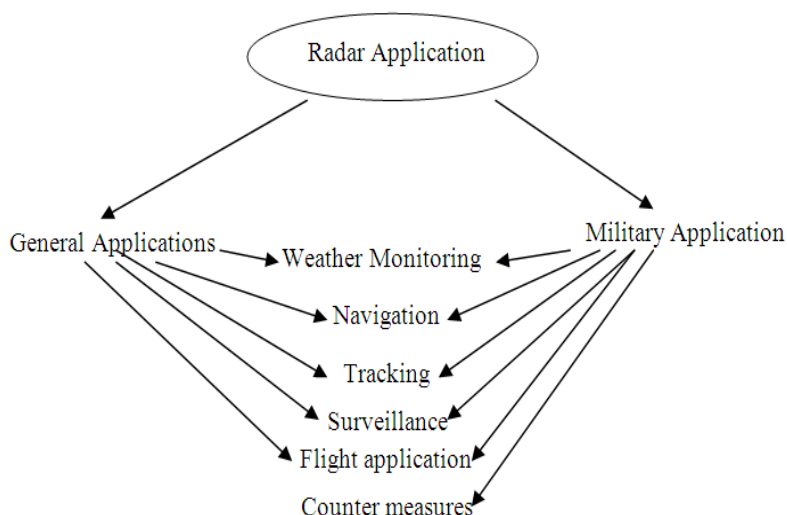 Radar Application
General Applications
Military Application
Weather Monitoring
Navigation
Tracking
Surveillance
Flight application
Counter measures